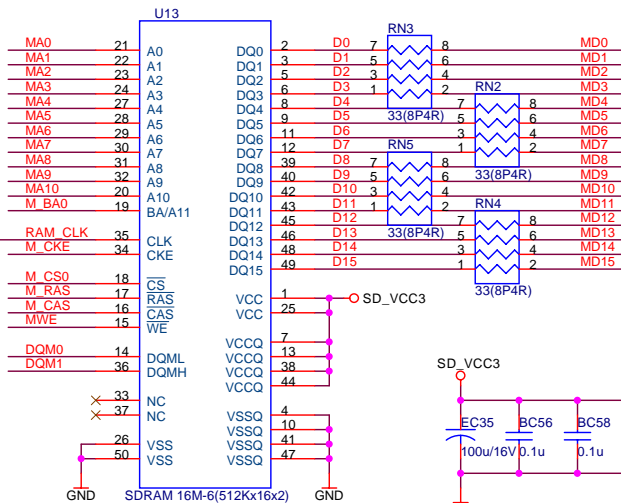 U13
MA0 21 A0 DQ0 2 D0 7 RN3 8 MD0
MA1 22 A1 DQ1 3 D1 5 6 MD1
MA2 23 A2 DQ2 5 D2 3 4 MD2
MA3 24 A3 DQ3 6 D3 1 2 RN2 MD3
MA4 27 A4 DQ4 8 D4 33(8P4R) 7 8 MD4
MA5 28 A5 DQ5 9 D5 5 6 MD5
MA6 29 A6 DQ6 11 D6 3 4 MD6
MA7 30 A7 DQ7 12 D7 RN5 1 2 MD7
MA8 31 A8 DQ8 39 D8 7 8 33(8P4R) MD8
MA9 32 A9 DQ9 40 D9 5 6 MD9
MA10 20 A10 DQ10 42 D10 3 4 MD10
M_BA0 19 BA/A11 DQ11 43 D11 1 2 RN4 MD11
DQ12 45 D12 33(8P4R) 7 8 MD12
RAM_CLK 35 CLK DQ13 46 D13 5 6 MD13
M_CKE 34 CKE DQ14 48 D14 3 4 MD14
DQ15 49 D15 1 2 MD15
33(8P4R)
M_CS0 18 CS
M_RAS 17 RAS VCC 1 SD_VCC3
M_CAS 16 CAS VCC 25
MWE 15 WE
VCCQ 7
DQM0 14 DQML VCCQ 13
DQM1 36 DQMH VCCQ 38
VCCQ 44
SD_VCC3
33 NC
37 NC VSSQ 4
VSSQ 10
26 VSS VSSQ 41
50 VSS VSSQ 47
EC35 BC56 BC58
100u/16V 0.1u 0.1u
GND SDRAM 16M-6(512Kx16x2) GND